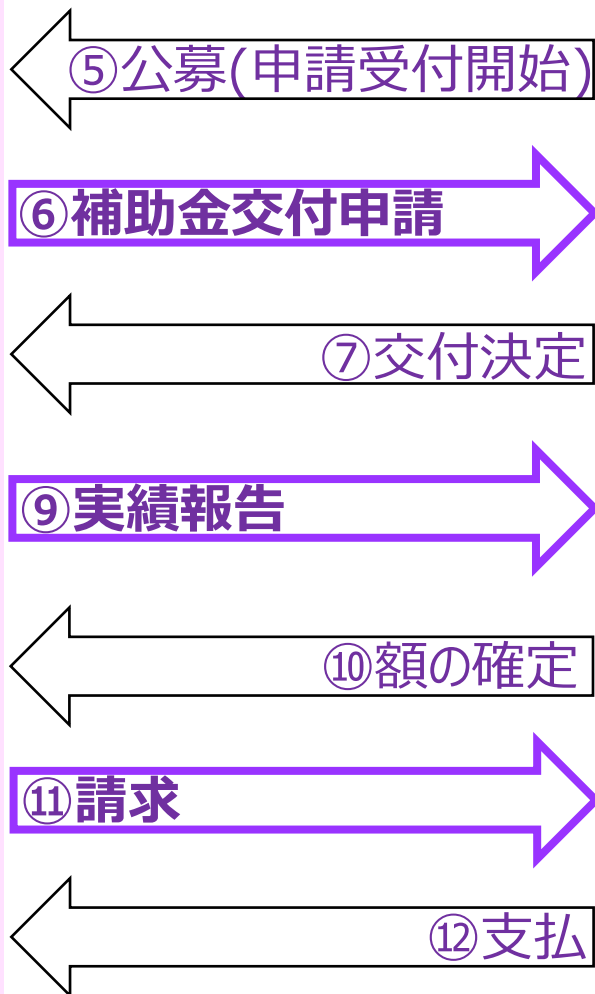 ⑤公募(申請受付開始)
⑥補助金交付申請
⑦交付決定
⑨実績報告
⑩額の確定
⑪請求
⑫支払